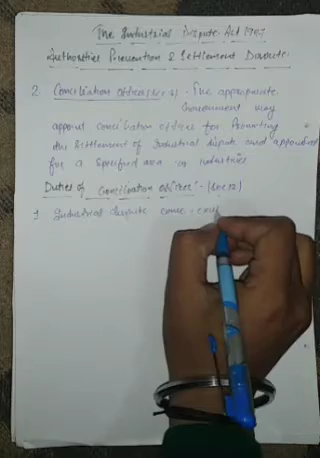 The Industrial Dispute Act 1947
Authorities Prevention & Settlement Disoute
2. Conciliation officer (sec 4) - The appropriate
Government may
appoint conciliation officer for Promoting
the Settlement of Industrial dispute and appointed
for a Specified area or industries
Duties of conciliation officer - (sec 12)
1 Industrial dispute